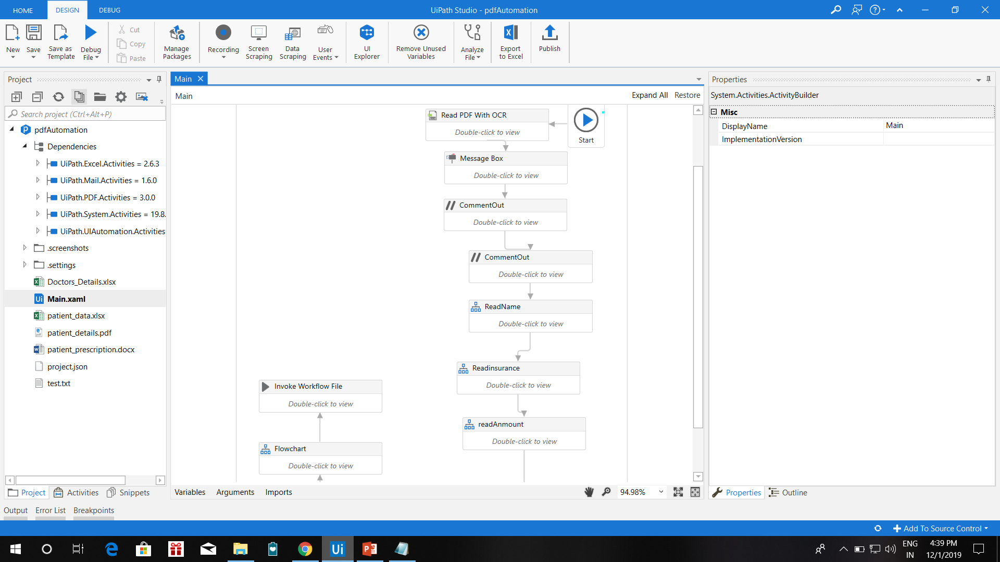 HOME DESIGN DEBUG UiPath Studio - pdfAutomation
New Save Save as Template Debug File Cut Copy Paste Manage Packages Recording Screen Scraping Data Scraping User Events UI Explorer Remove Unused Variables Analyze File Export to Excel Publish
Project
Search project (Ctrl+Alt+P)
pdfAutomation
Dependencies
UiPath.Excel.Activities = 2.6.3
UiPath.Mail.Activities = 1.6.0
UiPath.PDF.Activities = 3.0.0
UiPath.System.Activities = 19.8.
UiPath.UIAutomation.Activities
.screenshots
.settings
Doctors_Details.xlsx
Main.xaml
patient_data.xlsx
patient_details.pdf
patient_prescription.docx
project.json
test.txt
Project Activities Snippets
Main
Main Expand All Restore
Read PDF With OCR
Double-click to view
Start
Message Box
Double-click to view
CommentOut
Double-click to view
CommentOut
Double-click to view
ReadName
Double-click to view
Readinsurance
Double-click to view
Invoke Workflow File
Double-click to view
readAnmount
Double-click to view
Flowchart
Double-click to view
Variables Arguments Imports 94.98%
Properties
System.Activities.ActivityBuilder
Misc
DisplayName Main
ImplementationVersion
Properties Outline
Output Error List Breakpoints
Add To Source Control
Ui
ENG
IN
4:39 PM
12/1/2019